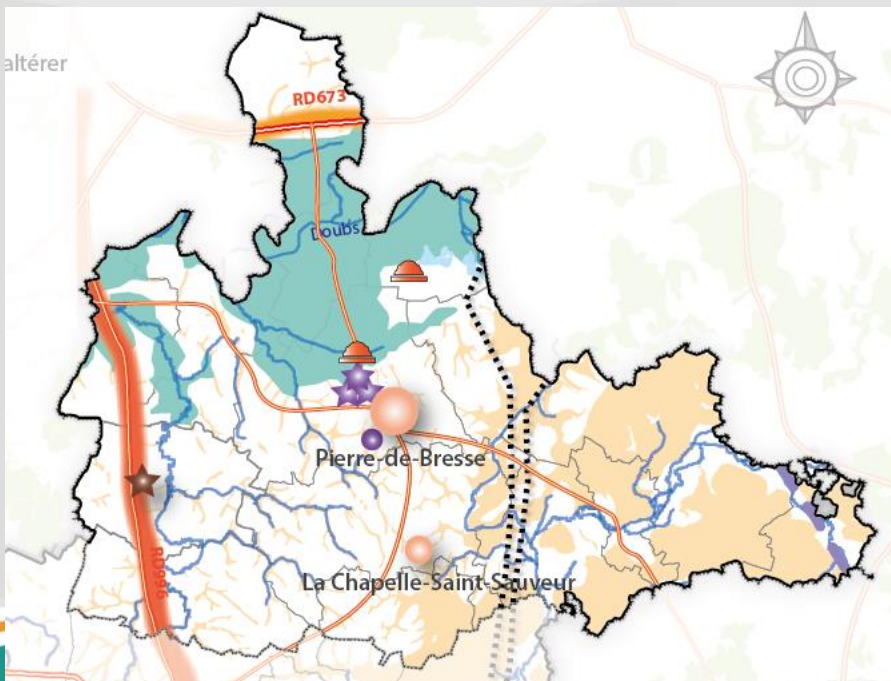 altérer
RD673
Doubs
Pierre-de-Bresse
La Chapelle-Saint-Sauveur
RD996